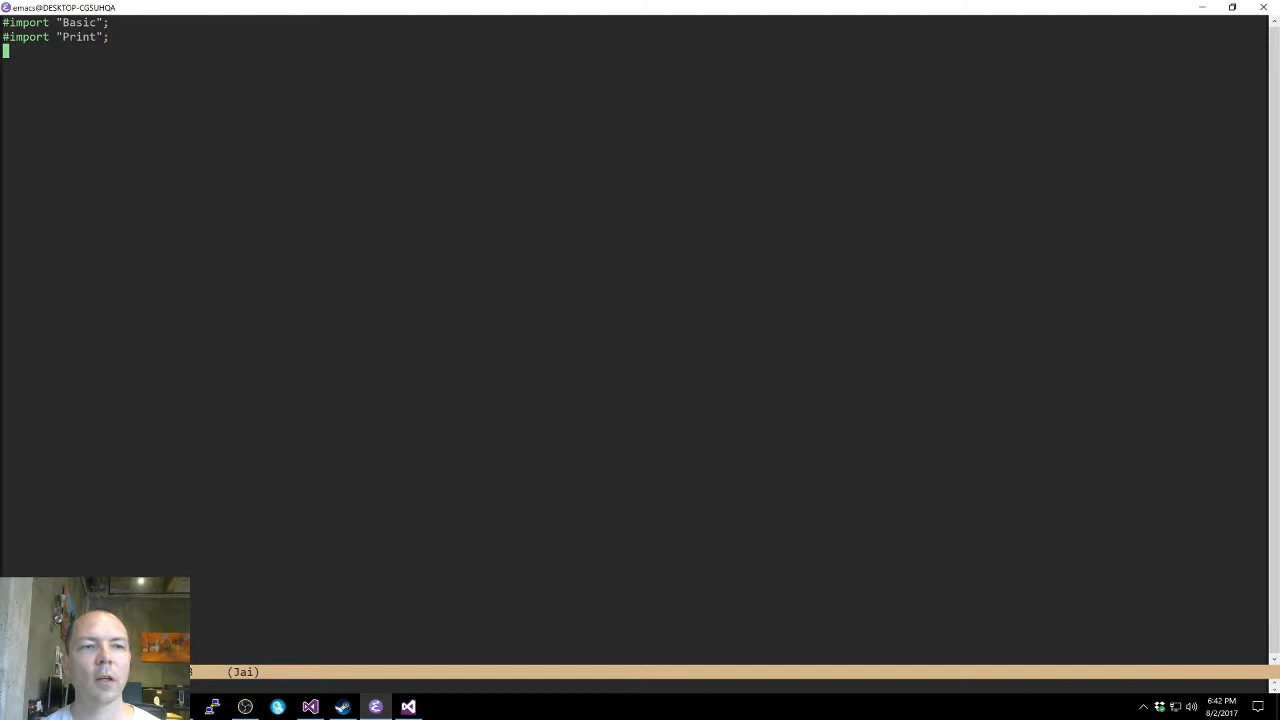 emacs@DESKTOP-CGSUHQA
#import "Basic";
#import "Print";
(Jai)
6:42 PM
8/2/2017